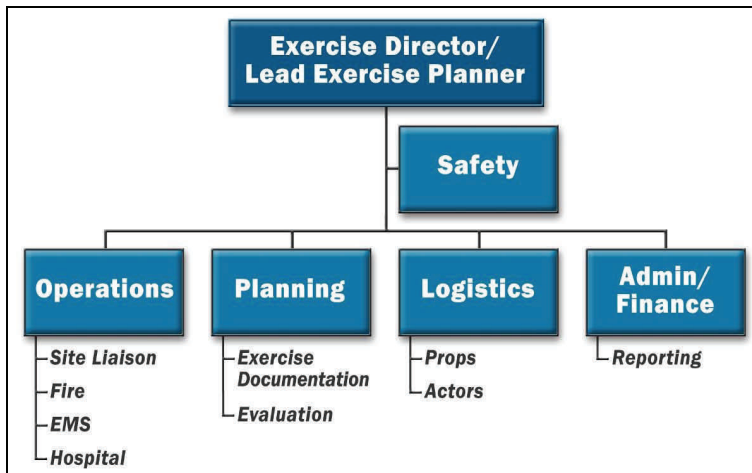 Exercise Director/
Lead Exercise Planner
Safety
Operations
Planning
Logistics
Admin/
Finance
Site Liaison
Fire
EMS
Hospital
Exercise
Documentation
Evaluation
Props
Actors
Reporting